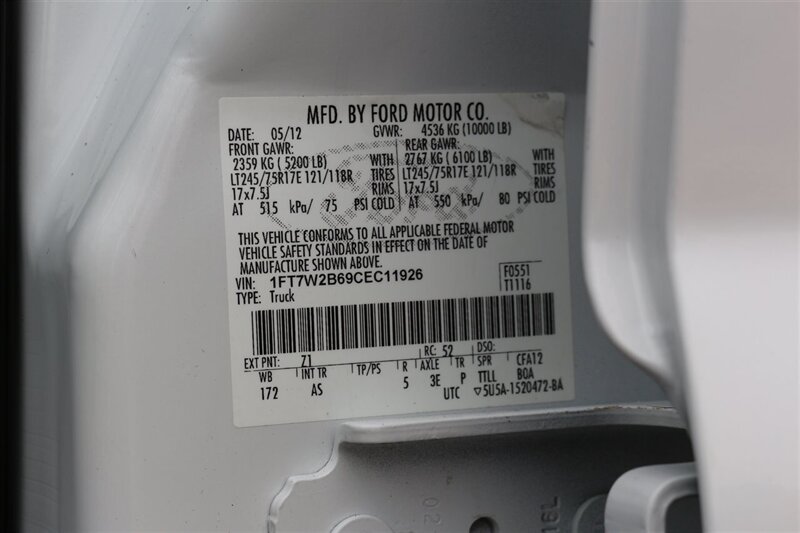 MFD. BY FORD MOTOR CO.
DATE: 05/12 GVWR: 4536 KG (10000 LB)
FRONT GAWR: REAR GAWR:
2359 KG ( 5200 LB) WITH 2767 KG ( 6100 LB) WITH
LT245/75R17E 121/118R TIRES LT245/75R17E 121/118R TIRES
17x7.5J RIMS 17x7.5J RIMS
AT 515 kPa/ 75 PSI COLD AT 550 kPa/ 80 PSI COLD
THIS VEHICLE CONFORMS TO ALL APPLICABLE FEDERAL MOTOR
VEHICLE SAFETY STANDARDS IN EFFECT ON THE DATE OF
MANUFACTURE SHOWN ABOVE.
VIN: 1FT7W2B69CEC11926 F0551
TYPE: Truck T1116
EXT PNT: Z1 RC: 52 DSO:
WB INT TR TP/PS R AXLE TR SPR CFA12
172 AS 5 3E P TTLL BOA
UTC ▽5U5A-1520472-BA
02
16L